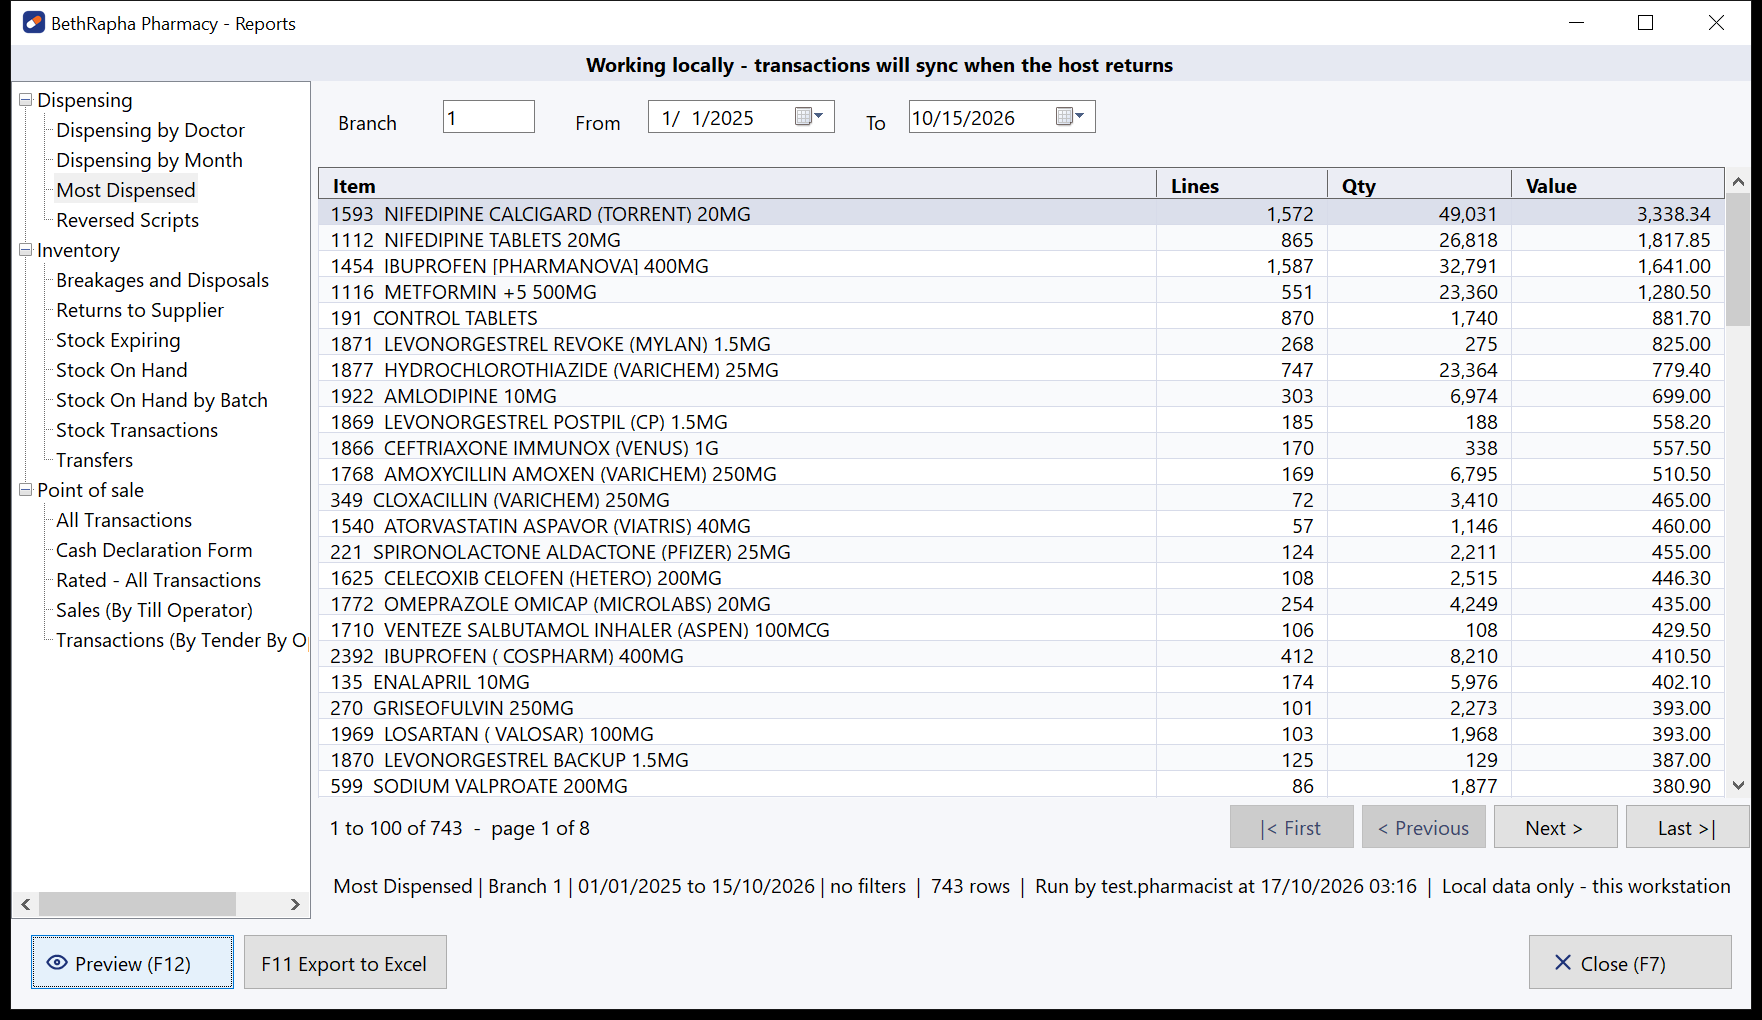 BethRapha Pharmacy - Reports
Working locally - transactions will sync when the host returns
Dispensing
Dispensing by Doctor
Dispensing by Month
Most Dispensed
Reversed Scripts
Inventory
Breakages and Disposals
Returns to Supplier
Stock Expiring
Stock On Hand
Stock On Hand by Batch
Stock Transactions
Transfers
Point of sale
All Transactions
Cash Declaration Form
Rated - All Transactions
Sales (By Till Operator)
Transactions (By Tender By Op
Branch 1 From 1/ 1/2025 To 10/15/2026
Item Lines Qty Value
1593 NIFEDIPINE CALCIGARD (TORRENT) 20MG 1,572 49,031 3,338.34
1112 NIFEDIPINE TABLETS 20MG 865 26,818 1,817.85
1454 IBUPROFEN [PHARMANOVA] 400MG 1,587 32,791 1,641.00
1116 METFORMIN +5 500MG 551 23,360 1,280.50
191 CONTROL TABLETS 870 1,740 881.70
1871 LEVONORGESTREL REVOKE (MYLAN) 1.5MG 268 275 825.00
1877 HYDROCHLOROTHIAZIDE (VARICHEM) 25MG 747 23,364 779.40
1922 AMLODIPINE 10MG 303 6,974 699.00
1869 LEVONORGESTREL POSTPIL (CP) 1.5MG 185 188 558.20
1866 CEFTRIAXONE IMMUNOX (VENUS) 1G 170 338 557.50
1768 AMOXYCILLIN AMOXEN (VARICHEM) 250MG 169 6,795 510.50
349 CLOXACILLIN (VARICHEM) 250MG 72 3,410 465.00
1540 ATORVASTATIN ASPAVOR (VIATRIS) 40MG 57 1,146 460.00
221 SPIRONOLACTONE ALDACTONE (PFIZER) 25MG 124 2,211 455.00
1625 CELECOXIB CELOFEN (HETERO) 200MG 108 2,515 446.30
1772 OMEPRAZOLE OMICAP (MICROLABS) 20MG 254 4,249 435.00
1710 VENTEZE SALBUTAMOL INHALER (ASPEN) 100MCG 106 108 429.50
2392 IBUPROFEN ( COSPHARM) 400MG 412 8,210 410.50
135 ENALAPRIL 10MG 174 5,976 402.10
270 GRISEOFULVIN 250MG 101 2,273 393.00
1969 LOSARTAN ( VALOSAR) 100MG 103 1,968 393.00
1870 LEVONORGESTREL BACKUP 1.5MG 125 129 387.00
599 SODIUM VALPROATE 200MG 86 1,877 380.90
1 to 100 of 743 - page 1 of 8 |< First < Previous Next > Last >|
Most Dispensed | Branch 1 | 01/01/2025 to 15/10/2026 | no filters | 743 rows | Run by test.pharmacist at 17/10/2026 03:16 | Local data only - this workstation
Preview (F12) F11 Export to Excel Close (F7)